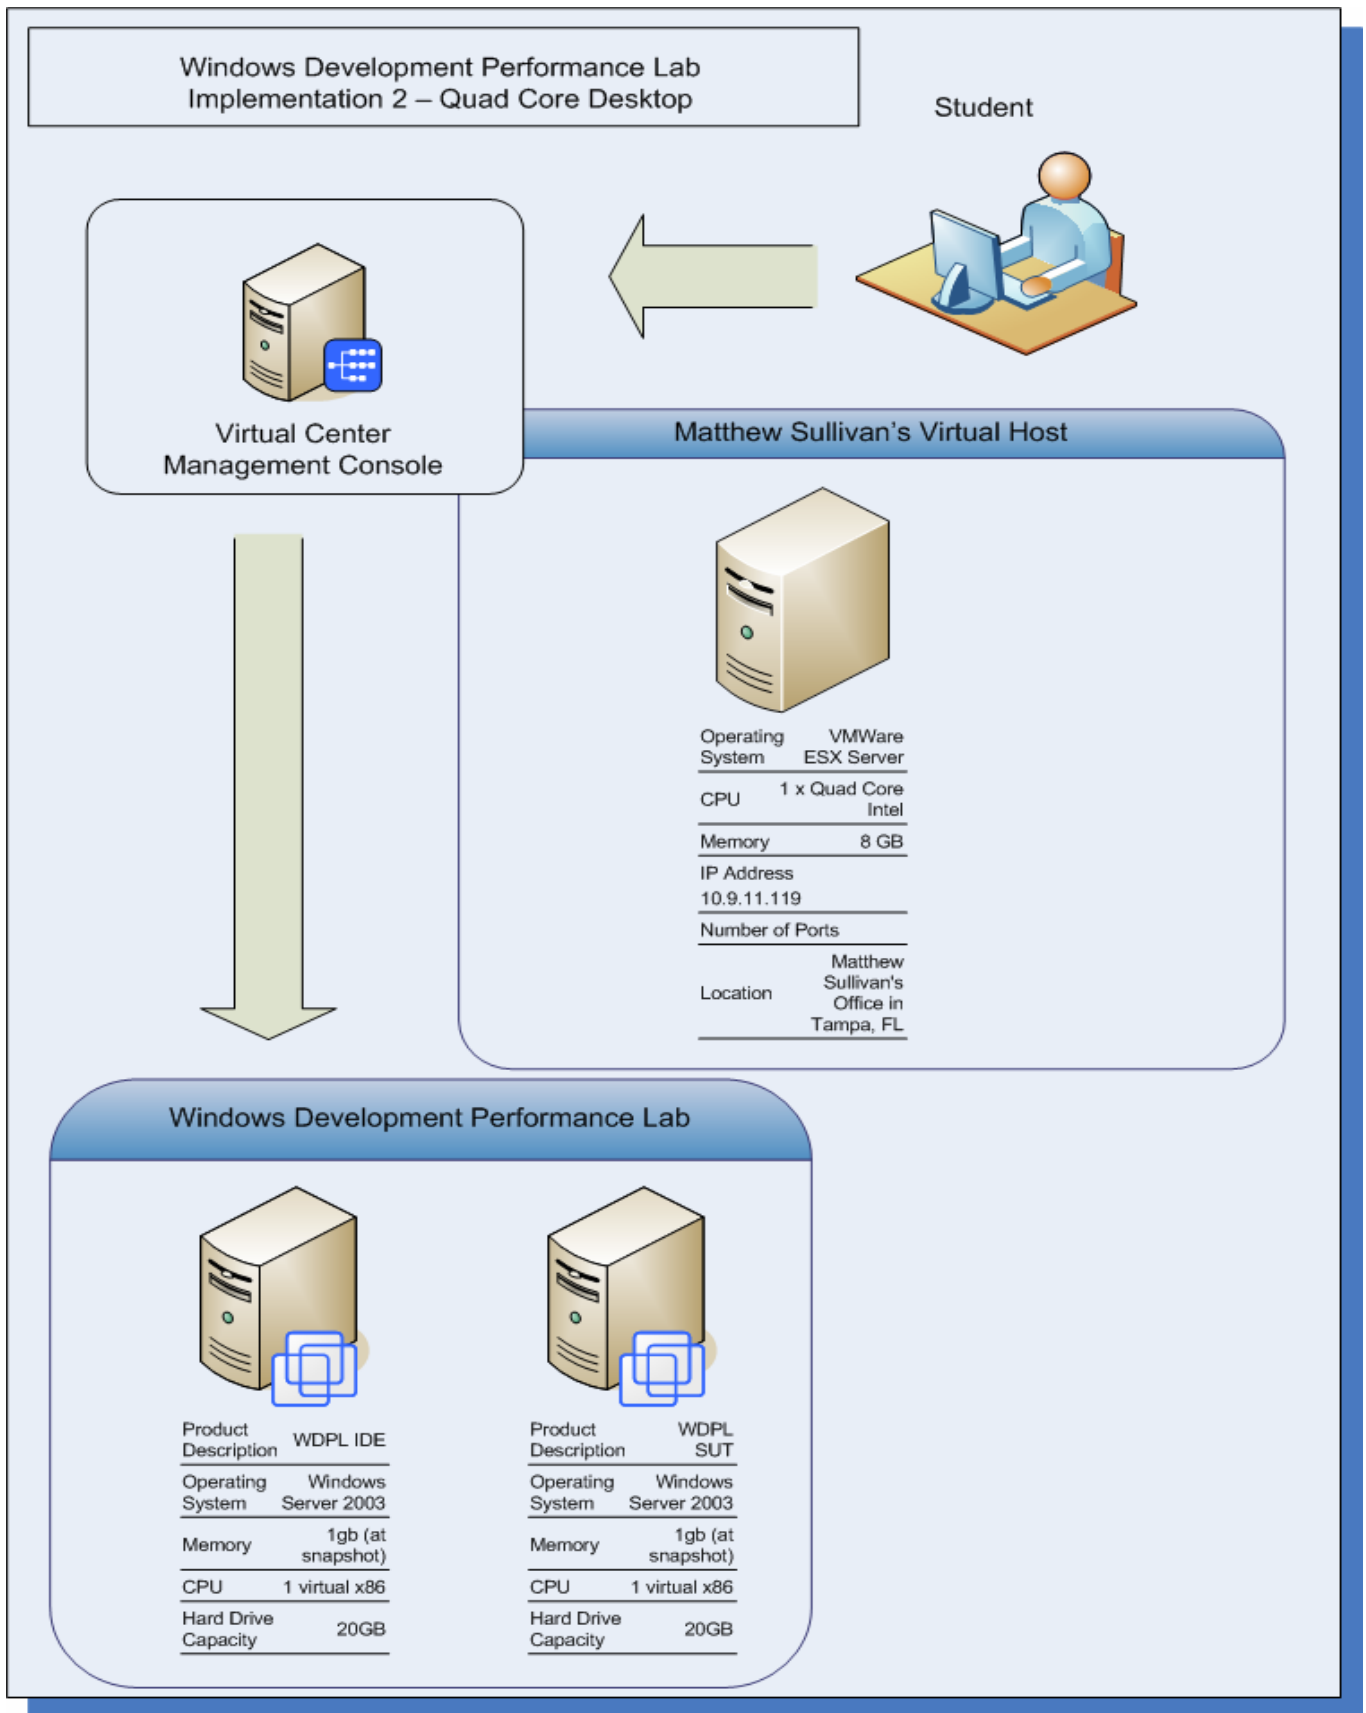 Windows Development Performance Lab
Implementation 2 – Quad Core Desktop
Student
Virtual Center
Management Console
Matthew Sullivan's Virtual Host
Operating System VMWare ESX Server
CPU 1 x Quad Core Intel
Memory 8 GB
IP Address
10.9.11.119
Number of Ports
Location Matthew Sullivan's Office in Tampa, FL
Windows Development Performance Lab
Product Description WDPL IDE
Operating System Windows Server 2003
Memory 1gb (at snapshot)
CPU 1 virtual x86
Hard Drive Capacity 20GB
Product Description WDPL SUT
Operating System Windows Server 2003
Memory 1gb (at snapshot)
CPU 1 virtual x86
Hard Drive Capacity 20GB